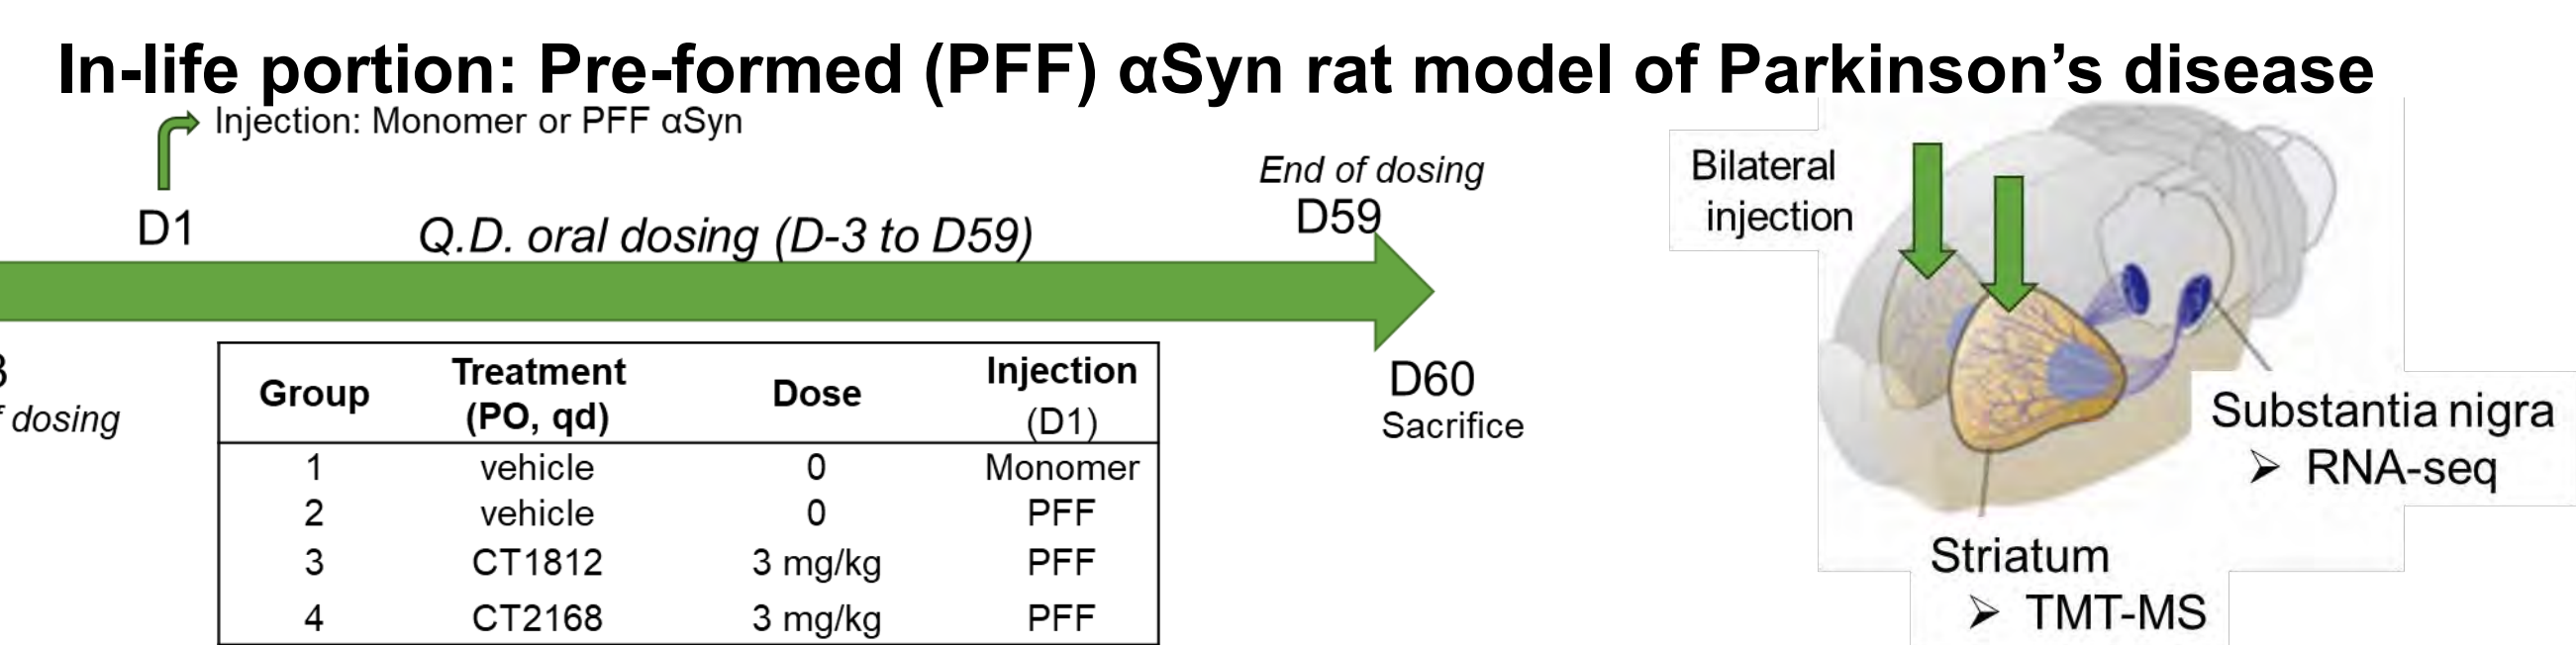 In-life portion: Pre-formed (PFF) αSyn rat model of Parkinson's disease
Injection: Monomer or PFF αSyn
D1
Q.D. oral dosing (D-3 to D59)
End of dosing
D59
dosing
D60
Sacrifice
Group Treatment (PO, qd) Dose Injection (D1)
1 vehicle 0 Monomer
2 vehicle 0 PFF
3 CT1812 3 mg/kg PFF
4 CT2168 3 mg/kg PFF
Bilateral
injection
Substantia nigra
➢ RNA-seq
Striatum
➢ TMT-MS